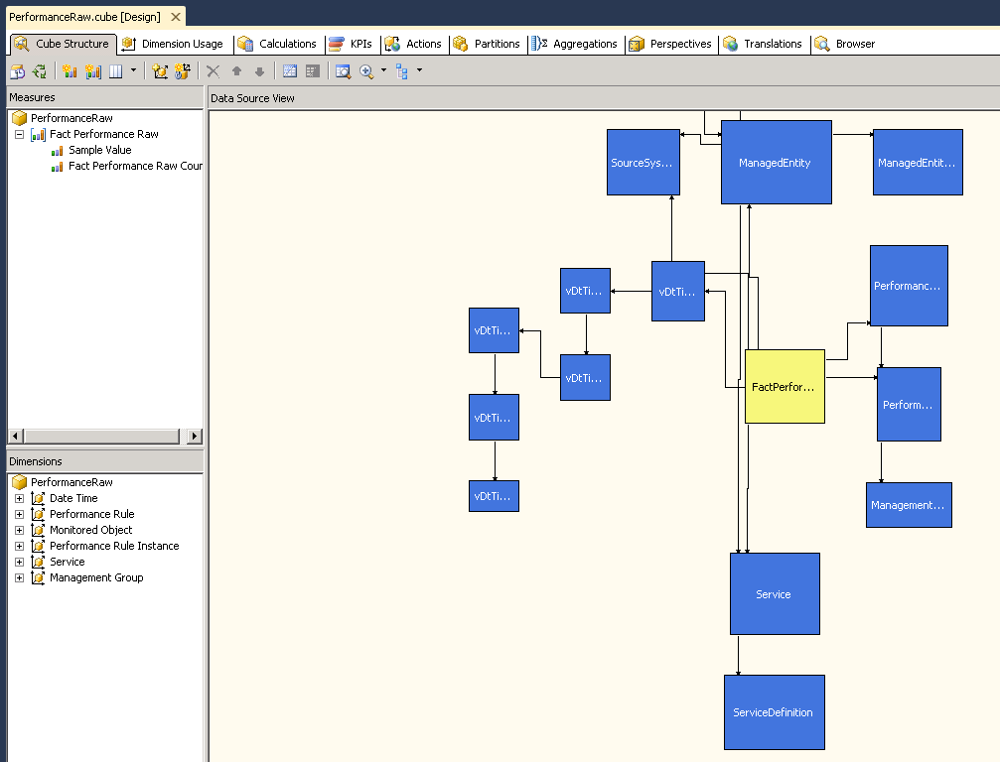 PerformanceRaw.cube [Design]
Cube Structure
Dimension Usage
Calculations
KPIs
Actions
Partitions
Aggregations
Perspectives
Translations
Browser
Measures
PerformanceRaw
Fact Performance Raw
Sample Value
Fact Performance Raw Cour
Dimensions
PerformanceRaw
Date Time
Performance Rule
Monitored Object
Performance Rule Instance
Service
Management Group
Data Source View
SourceSys...
ManagedEntity
ManagedEntit...
vDtTi...
vDtTi...
Performanc...
vDtTi...
vDtTi...
FactPerfor...
Perform...
vDtTi...
vDtTi...
Management...
Service
ServiceDefinition